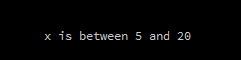 x is between 5 and 20